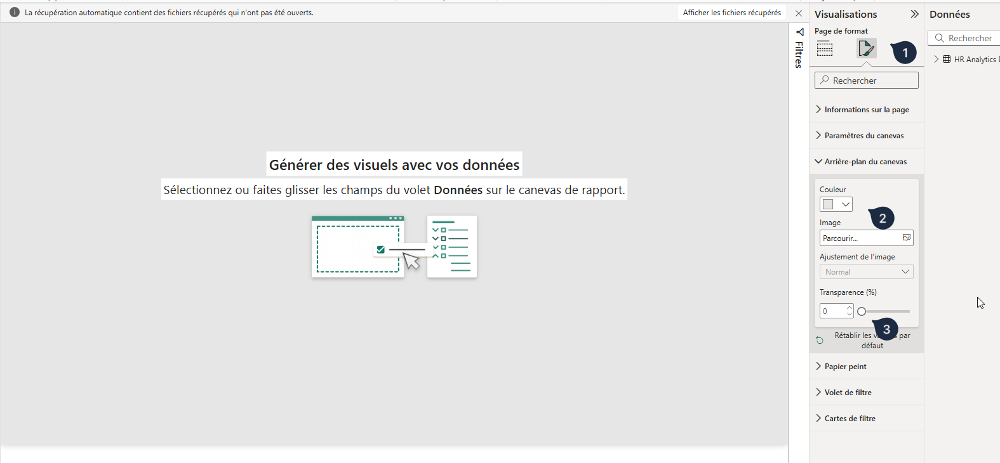 La récupération automatique contient des fichiers récupérés qui n'ont pas été ouverts.
Afficher les fichiers récupérés
Générer des visuels avec vos données
Sélectionnez ou faites glisser les champs du volet Données sur le canevas de rapport.
Filtres
Visualisations
Page de format
1
Rechercher
Informations sur la page
Paramètres du canevas
Arrière-plan du canevas
Couleur
2
Image
Parcourir...
Ajustement de l'image
Normal
Transparence (%)
0
3
Rétablir les par
défaut
Papier peint
Volet de filtre
Cartes de filtre
Données
Rechercher
HR Analytics D